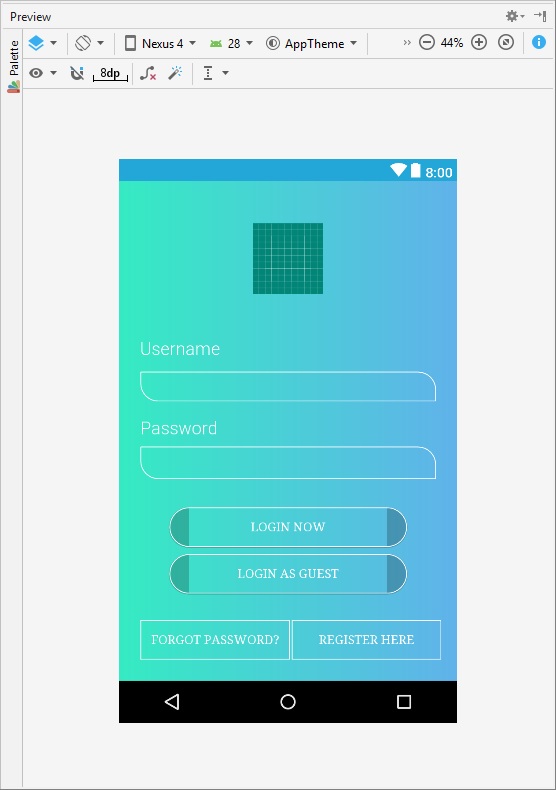 Preview
Palette
Nexus 4
28
AppTheme
44%
8dp
8:00
Username
Password
LOGIN NOW
LOGIN AS GUEST
FORGOT PASSWORD?
REGISTER HERE